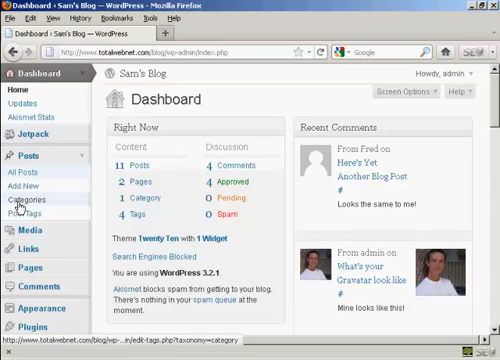 Dashboard ‹ Sam's Blog — WordPress - Mozilla Firefox
File Edit View History Bookmarks Tools Help
Dashboard ‹ Sam's Blog — WordPress
http://www.totalwebnet.com/blog/wp-admin/index.php
Google
Dashboard
Home
Updates
Akismet Stats
Jetpack
Posts
All Posts
Add New
Categories
Post Tags
Media
Links
Pages
Comments
Appearance
Plugins
Sam's Blog
Howdy, admin
Screen Options
Help
Dashboard
Right Now
Content
Discussion
11 Posts
4 Comments
2 Pages
4 Approved
1 Category
0 Pending
4 Tags
0 Spam
Theme Twenty Ten with 1 Widget
Search Engines Blocked
You are using WordPress 3.2.1.
Akismet blocks spam from getting to your blog.
There's nothing in your spam queue at the
moment.
Recent Comments
From Fred on
Here's Yet
Another Blog Post
#
Looks the same to me!
From admin on
What's your
Gravatar look like
#
Mine looks like this!
http://www.totalwebnet.com/blog/wp-...in/edit-tags.php?taxonomy=category